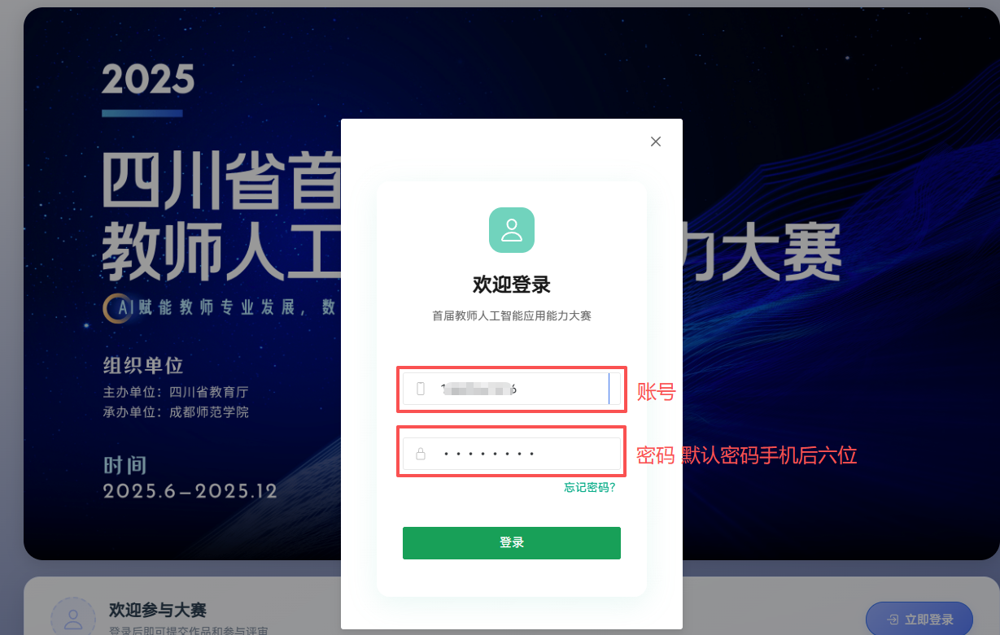 2025
四川省首
教师人工
力大赛
AI赋能教师专业发展，数
组织单位
主办单位：四川省教育厅
承办单位：成都师范学院
时间
2025.6—2025.12
欢迎登录
首届教师人工智能应用能力大赛
账号
密码 默认密码手机后六位
忘记密码?
登录
欢迎参与大赛
登录后即可提交作品和参与评审
立即登录